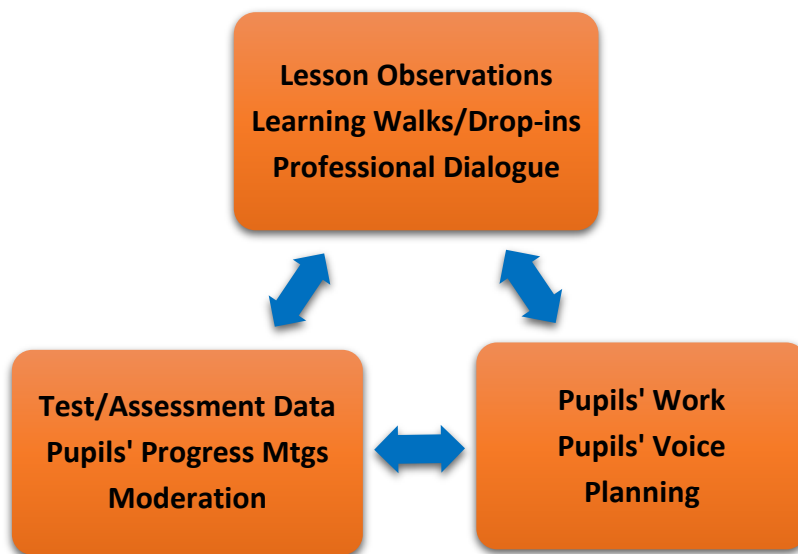 Lesson Observations
Learning Walks/Drop-ins
Professional Dialogue
Test/Assessment Data
Pupils' Progress Mtgs
Moderation
Pupils' Work
Pupils' Voice
Planning